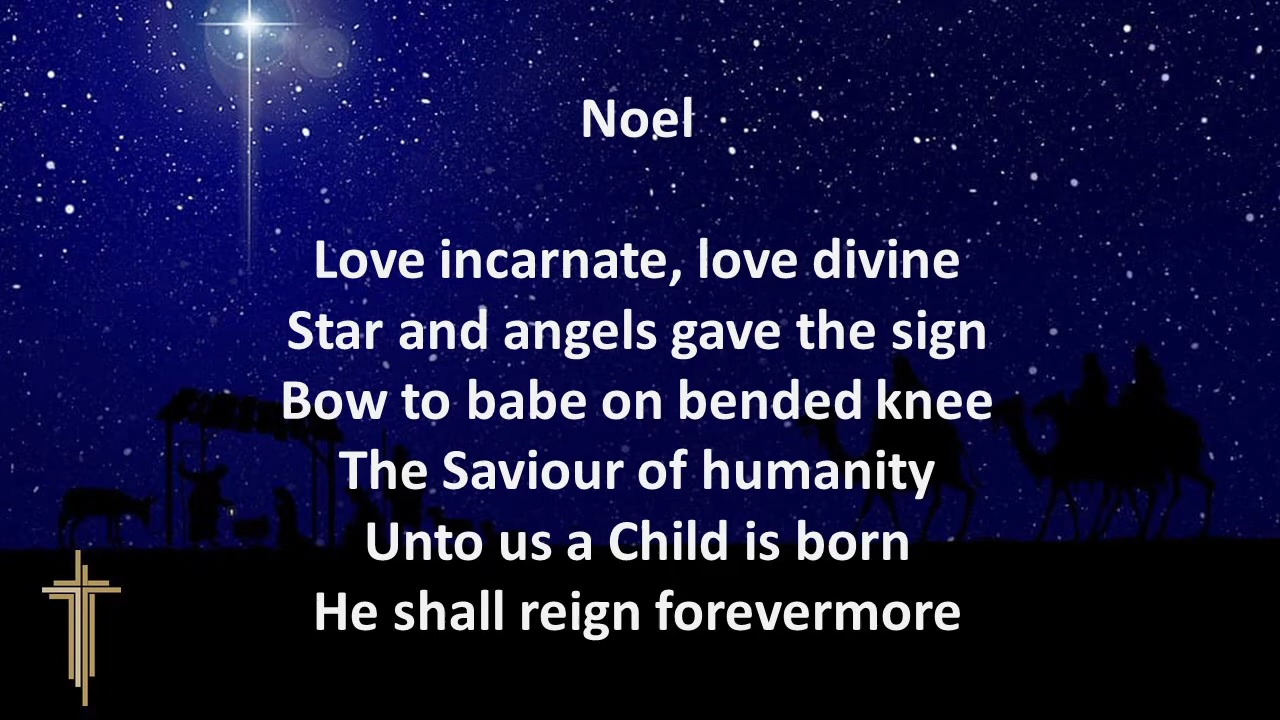 Noel
Love incarnate, love divine
Star and angels gave the sign
Bow to babe on bended knee
The Saviour of humanity
Unto us a Child is born
He shall reign forevermore